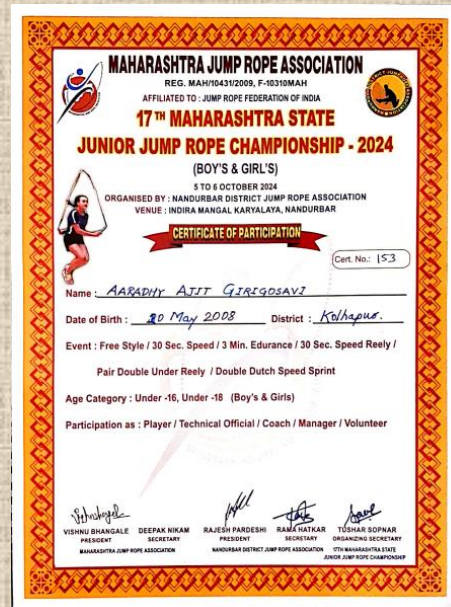 MAHARASHTRA JUMP ROPE ASSOCIATION
REG. MAH/10431/2009, F-10310MAH
AFFILIATED TO : JUMP ROPE FEDERATION OF INDIA
17TH MAHARASHTRA STATE
JUNIOR JUMP ROPE CHAMPIONSHIP - 2024
(BOY'S & GIRL'S)
5 TO 6 OCTOBER 2024
ORGANISED BY : NANDURBAR DISTRICT JUMP ROPE ASSOCIATION
VENUE : INDIRA MANGAL KARYALAYA, NANDURBAR
CERTIFICATE OF PARTICIPATION
Cert. No.: 153
Name : AARADHY AJIT GIRIGOSAVI
Date of Birth : 20 May 2008 District : Kolhapur.
Event : Free Style / 30 Sec. Speed / 3 Min. Edurance / 30 Sec. Speed Reely /
Pair Double Under Reely / Double Dutch Speed Sprint
Age Category : Under -16, Under -18 (Boy's & Girls)
Participation as : Player / Technical Official / Coach / Manager / Volunteer
VISHNU BHANGALE DEEPAK NIKAM RAJESH PARDESHI RAMA HATKAR TUSHAR SOPNAR
PRESIDENT SECRETARY PRESIDENT SECRETARY ORGANIZING SECRETARY
MAHARASHTRA JUMP ROPE ASSOCIATION NANDURBAR DISTRICT JUMP ROPE ASSOCIATION 17TH MAHARASHTRA STATE
JUNIOR JUMP ROPE CHAMPIONSHIP